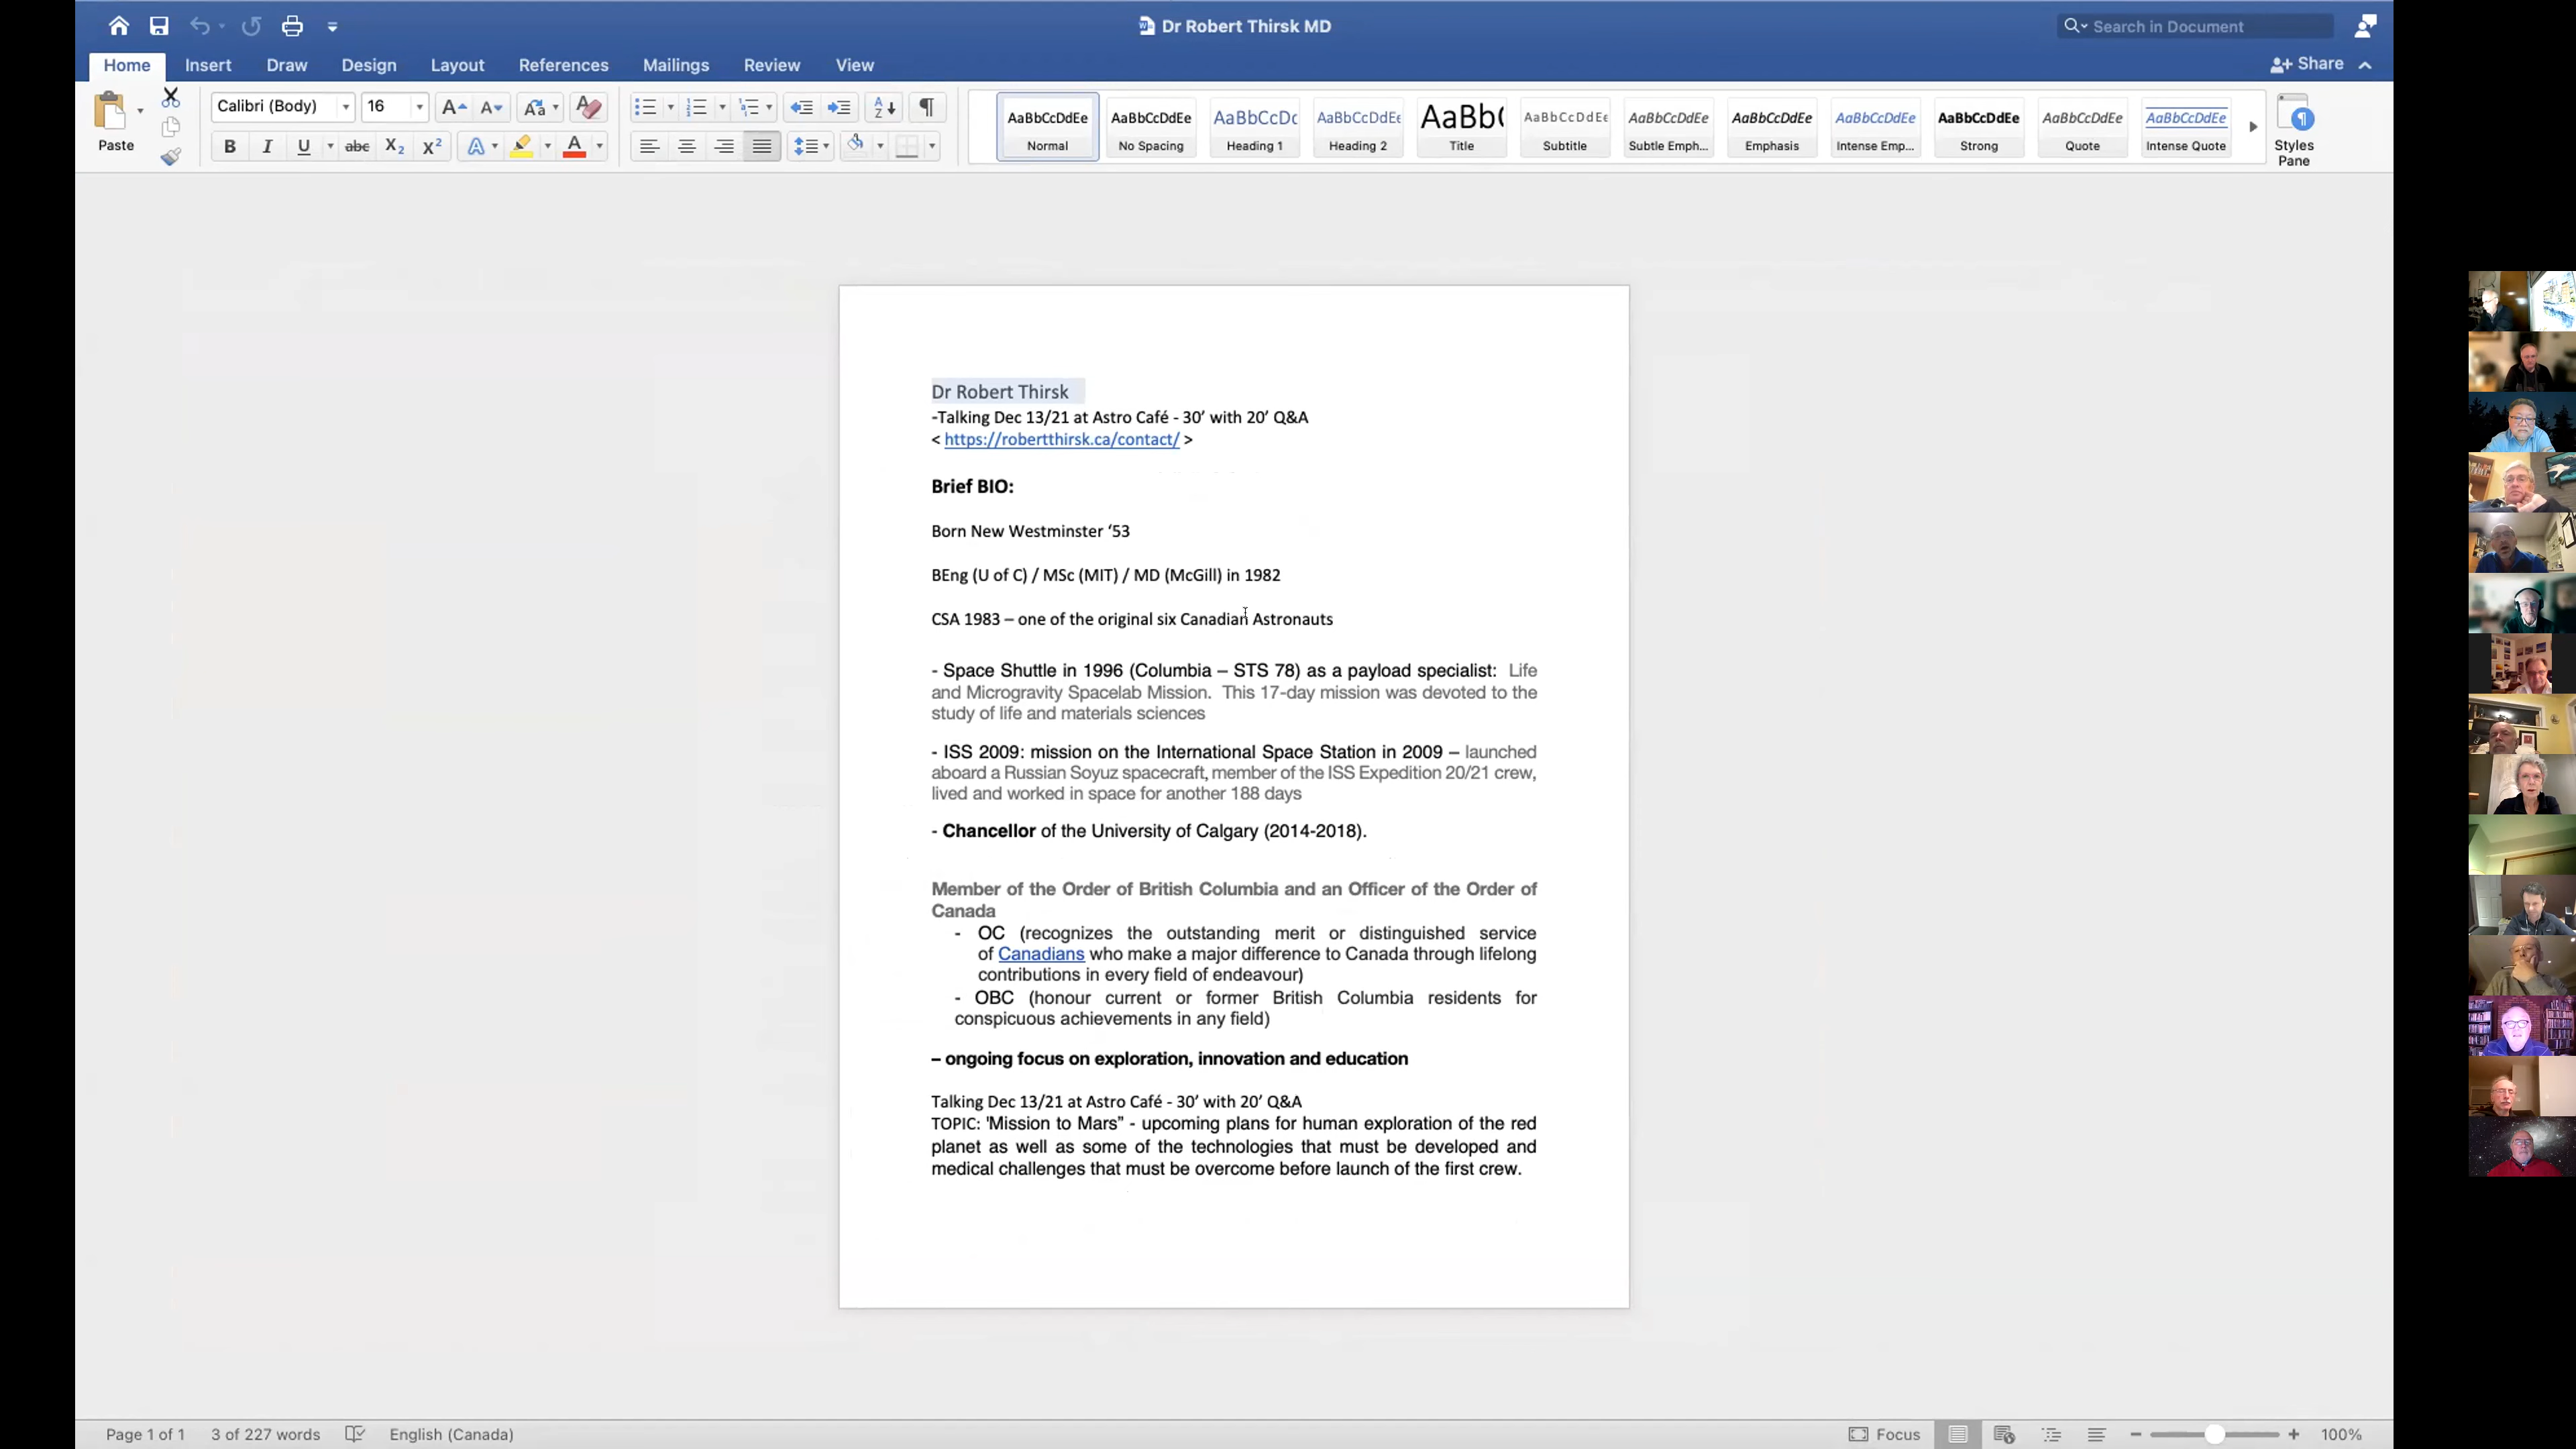 Dr Robert Thirsk MD
Search in Document
Home Insert Draw Design Layout References Mailings Review View
Share
Paste
Calibri (Body) 16
AaBbCcDdEe AaBbCcDdEe AaBbCcDc AaBbCcDdEe AaBb( AaBbCcDdEe AaBbCcDdEe AaBbCcDdEe AaBbCcDdEe AaBbCcDdEe AaBbCcDdEe AaBbCcDdEe
Normal No Spacing Heading 1 Heading 2 Title Subtitle Subtle Emph... Emphasis Intense Emp... Strong Quote Intense Quote
Styles
Pane
Dr Robert Thirsk
-Talking Dec 13/21 at Astro Café - 30’ with 20’ Q&A
< https://robertthirsk.ca/contact/ >
Brief BIO:
Born New Westminster ‘53
BEng (U of C) / MSc (MIT) / MD (McGill) in 1982
CSA 1983 – one of the original six Canadian Astronauts
- Space Shuttle in 1996 (Columbia – STS 78) as a payload specialist: Life
and Microgravity Spacelab Mission. This 17-day mission was devoted to the
study of life and materials sciences
- ISS 2009: mission on the International Space Station in 2009 – launched
aboard a Russian Soyuz spacecraft, member of the ISS Expedition 20/21 crew,
lived and worked in space for another 188 days
- Chancellor of the University of Calgary (2014-2018).
Member of the Order of British Columbia and an Officer of the Order of
Canada
- OC (recognizes the outstanding merit or distinguished service
of Canadians who make a major difference to Canada through lifelong
contributions in every field of endeavour)
- OBC (honour current or former British Columbia residents for
conspicuous achievements in any field)
– ongoing focus on exploration, innovation and education
Talking Dec 13/21 at Astro Café - 30’ with 20’ Q&A
TOPIC: 'Mission to Mars” - upcoming plans for human exploration of the red
planet as well as some of the technologies that must be developed and
medical challenges that must be overcome before launch of the first crew.
Page 1 of 1 3 of 227 words English (Canada) Focus 100%